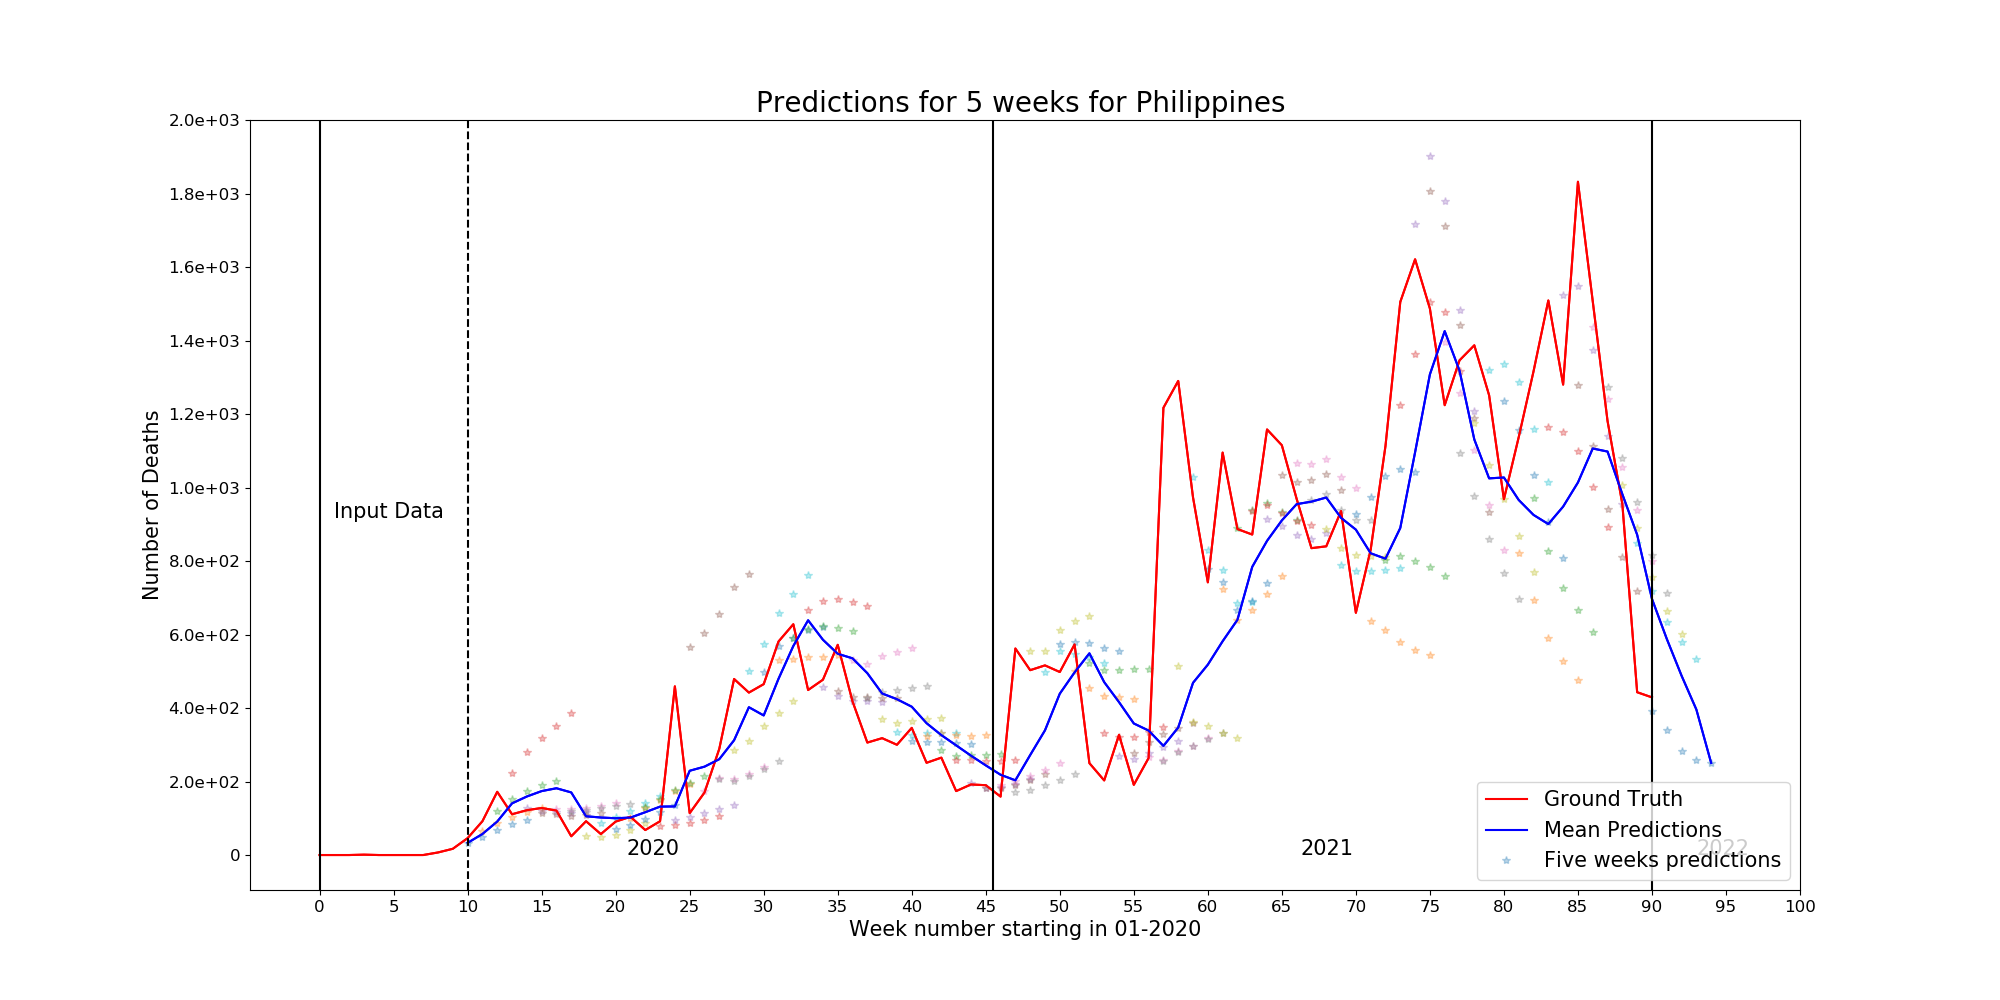 Predictions for 5 weeks for Philippines
2.0e+03
1.8e+03
1.6e+03
1.4e+03
1.2e+03
1.0e+03
8.0e+02
6.0e+02
4.0e+02
2.0e+02
0
Number of Deaths
Input Data
2020
2021
2022
Ground Truth
Mean Predictions
Five weeks predictions
0 5 10 15 20 25 30 35 40 45 50 55 60 65 70 75 80 85 90 95 100
Week number starting in 01-2020